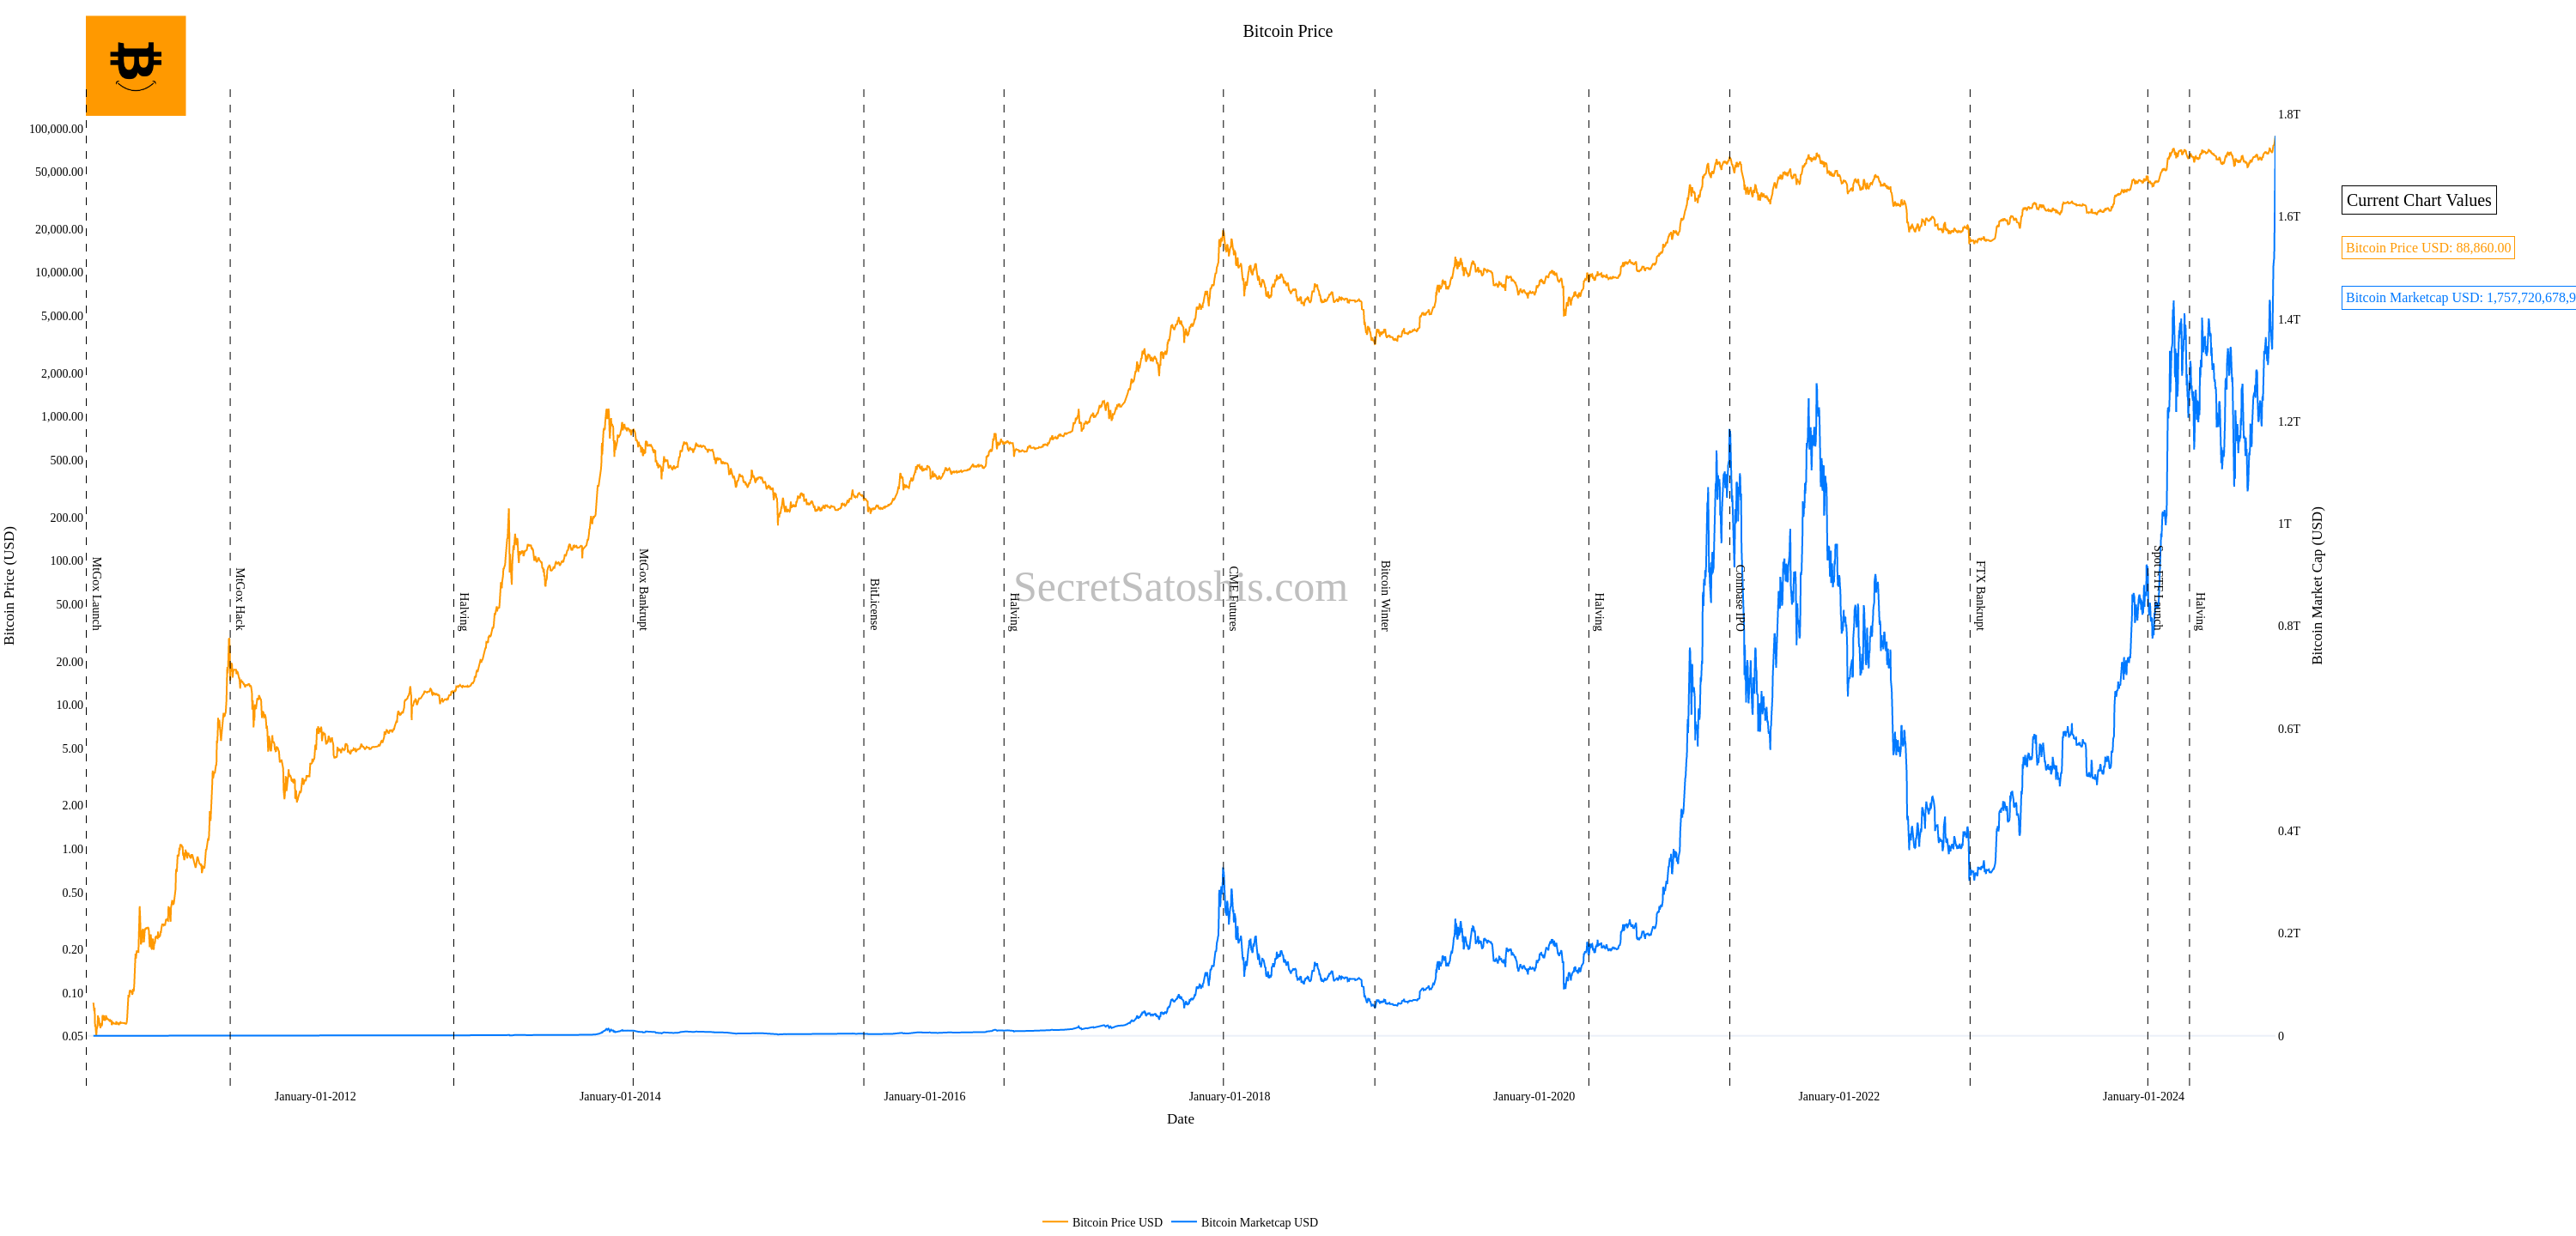 Bitcoin Price
100,000.00
50,000.00
20,000.00
10,000.00
5,000.00
2,000.00
1,000.00
500.00
200.00
100.00
50.00
20.00
10.00
5.00
2.00
1.00
0.50
0.20
0.10
0.05
Bitcoin Price (USD)
MtGox Launch
MtGox Hack
Halving
MtGox Bankrupt
BitLicense
Halving
SecretSatoshis.com
CME Futures
Bitcoin Winter
Halving
Coinbase IPO
FTX Bankrupt
Spot ETF Launch
Halving
1.8T
1.6T
1.4T
1.2T
1T
0.8T
0.6T
0.4T
0.2T
0
Bitcoin Market Cap (USD)
Current Chart Values
Bitcoin Price USD: 88,860.00
Bitcoin Marketcap USD: 1,757,720,678,9
January-01-2012
January-01-2014
January-01-2016
January-01-2018
January-01-2020
January-01-2022
January-01-2024
Date
Bitcoin Price USD
Bitcoin Marketcap USD